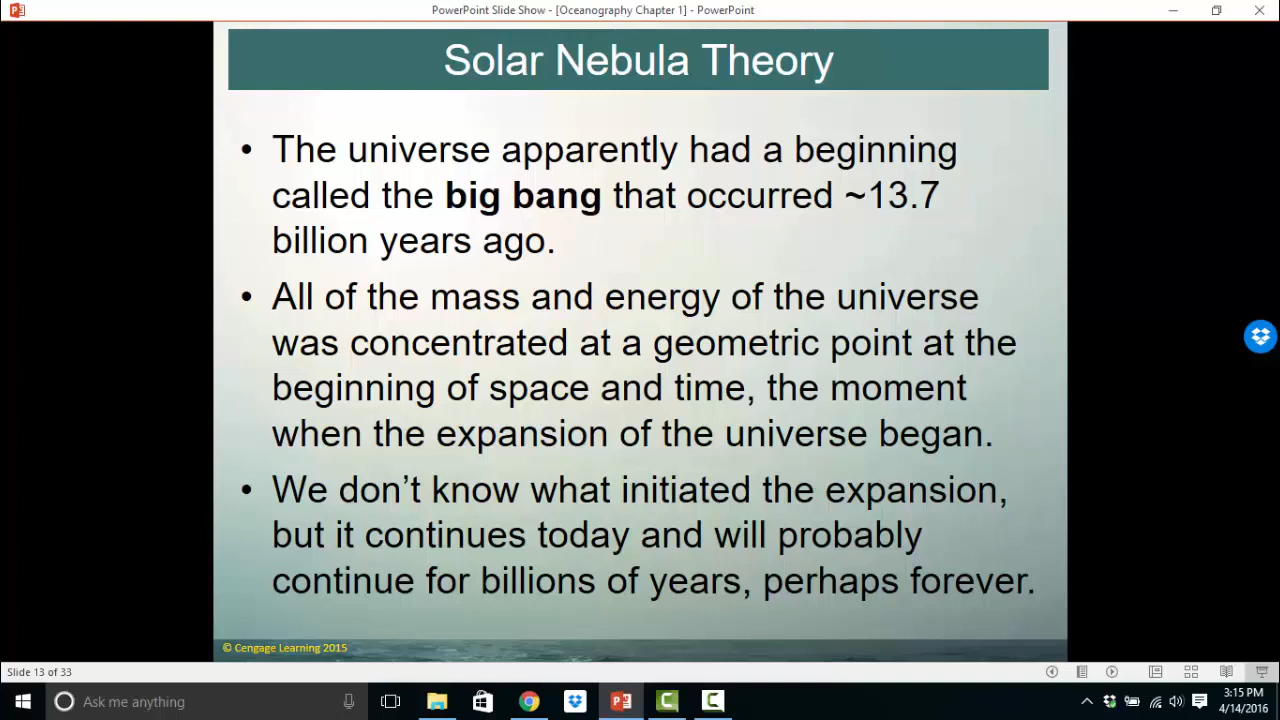 PowerPoint Slide Show - [Oceanography Chapter 1] - PowerPoint
Solar Nebula Theory
• The universe apparently had a beginning
called the big bang that occurred ~13.7
billion years ago.
• All of the mass and energy of the universe
was concentrated at a geometric point at the
beginning of space and time, the moment
when the expansion of the universe began.
• We don’t know what initiated the expansion,
but it continues today and will probably
continue for billions of years, perhaps forever.
© Cengage Learning 2015
Slide 13 of 33
Ask me anything
3:15 PM
4/14/2016